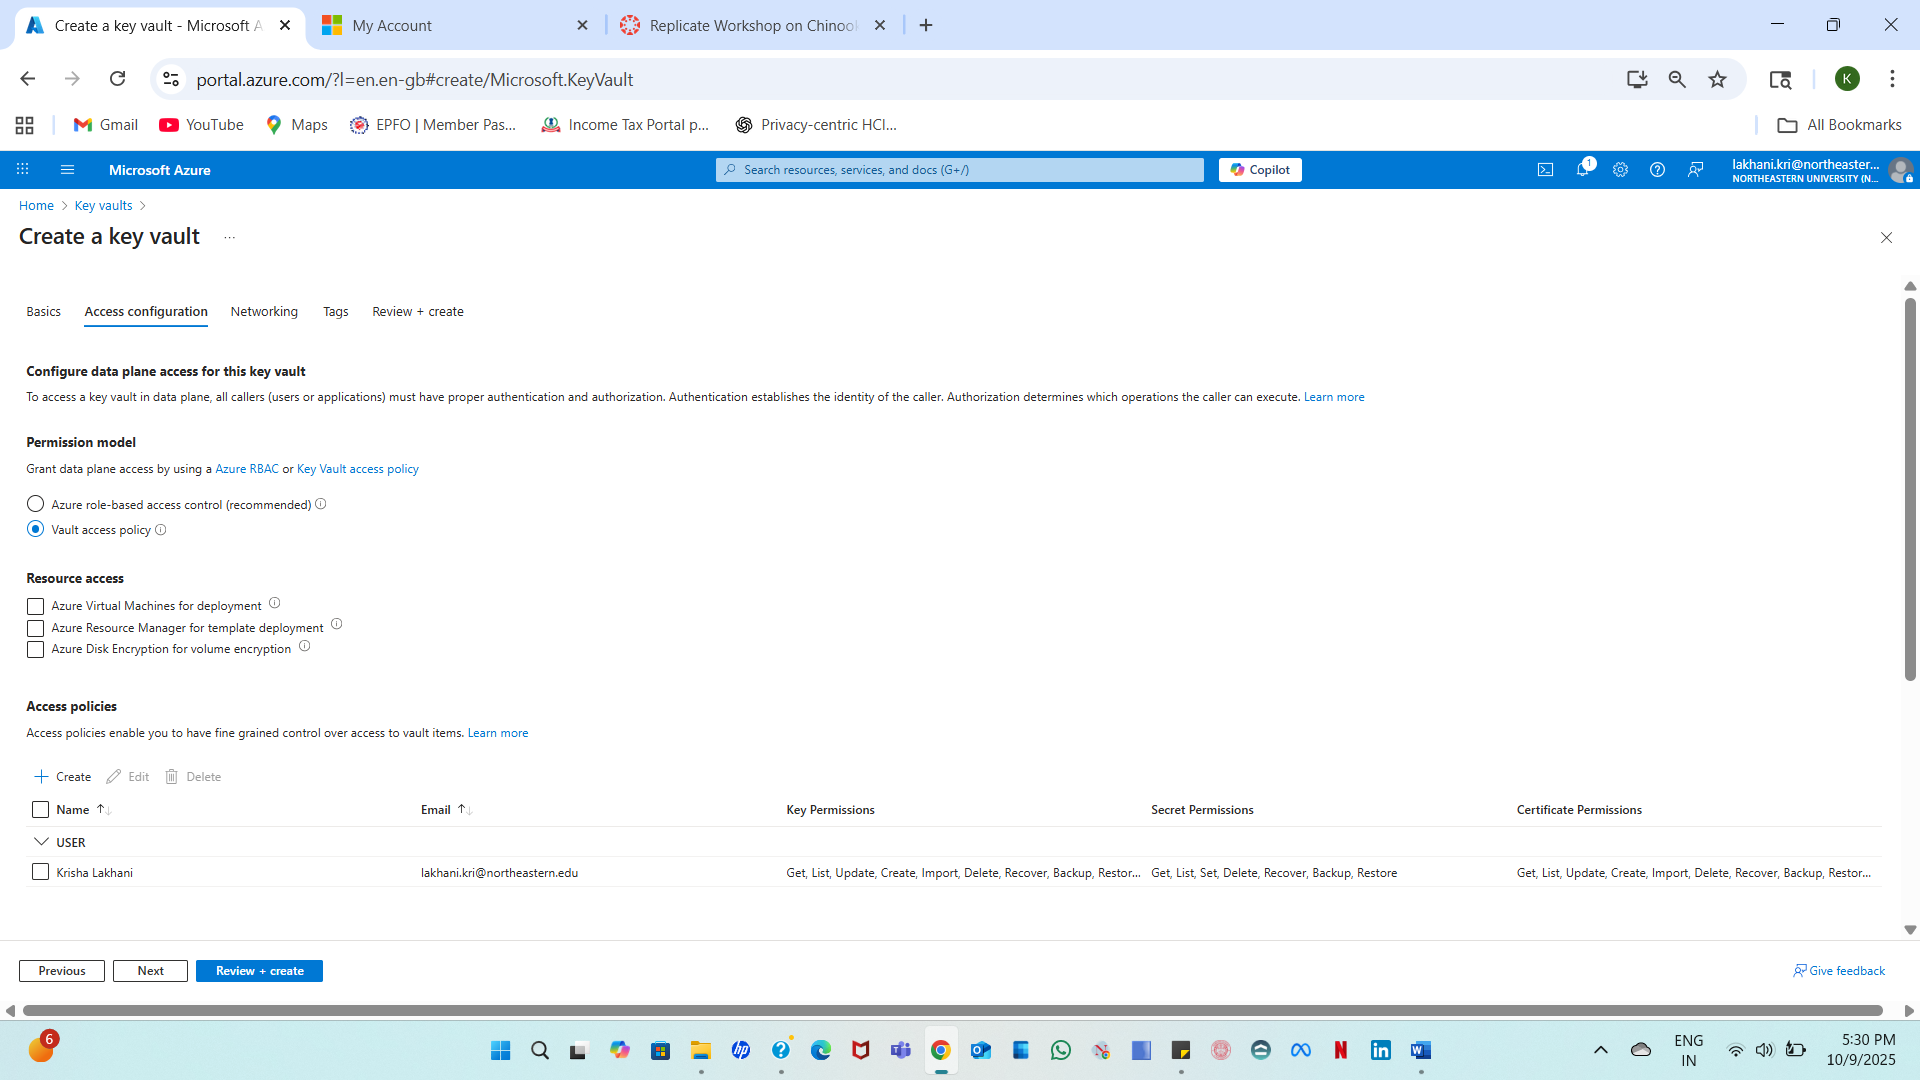 Create a key vault - Microsoft A
My Account
Replicate Workshop on Chinook
portal.azure.com/?l=en.en-gb#create/Microsoft.KeyVault
K
Gmail
YouTube
Maps
EPFO | Member Pas...
Income Tax Portal p...
Privacy-centric HCI...
All Bookmarks
Microsoft Azure
Search resources, services, and docs (G+/)
Copilot
1
lakhani.kri@northeaster...
NORTHEASTERN UNIVERSITY (N...
Home > Key vaults >
Create a key vault ...
Basics
Access configuration
Networking
Tags
Review + create
Configure data plane access for this key vault
To access a key vault in data plane, all callers (users or applications) must have proper authentication and authorization. Authentication establishes the identity of the caller. Authorization determines which operations the caller can execute. Learn more
Permission model
Grant data plane access by using a Azure RBAC or Key Vault access policy
Azure role-based access control (recommended)
Vault access policy
Resource access
Azure Virtual Machines for deployment
Azure Resource Manager for template deployment
Azure Disk Encryption for volume encryption
Access policies
Access policies enable you to have fine grained control over access to vault items. Learn more
Create
Edit
Delete
Name
Email
Key Permissions
Secret Permissions
Certificate Permissions
USER
Krisha Lakhani
lakhani.kri@northeastern.edu
Get, List, Update, Create, Import, Delete, Recover, Backup, Restor...
Get, List, Set, Delete, Recover, Backup, Restore
Get, List, Update, Create, Import, Delete, Recover, Backup, Restor...
Previous
Next
Review + create
Give feedback
6
ENG
IN
5:30 PM
10/9/2025